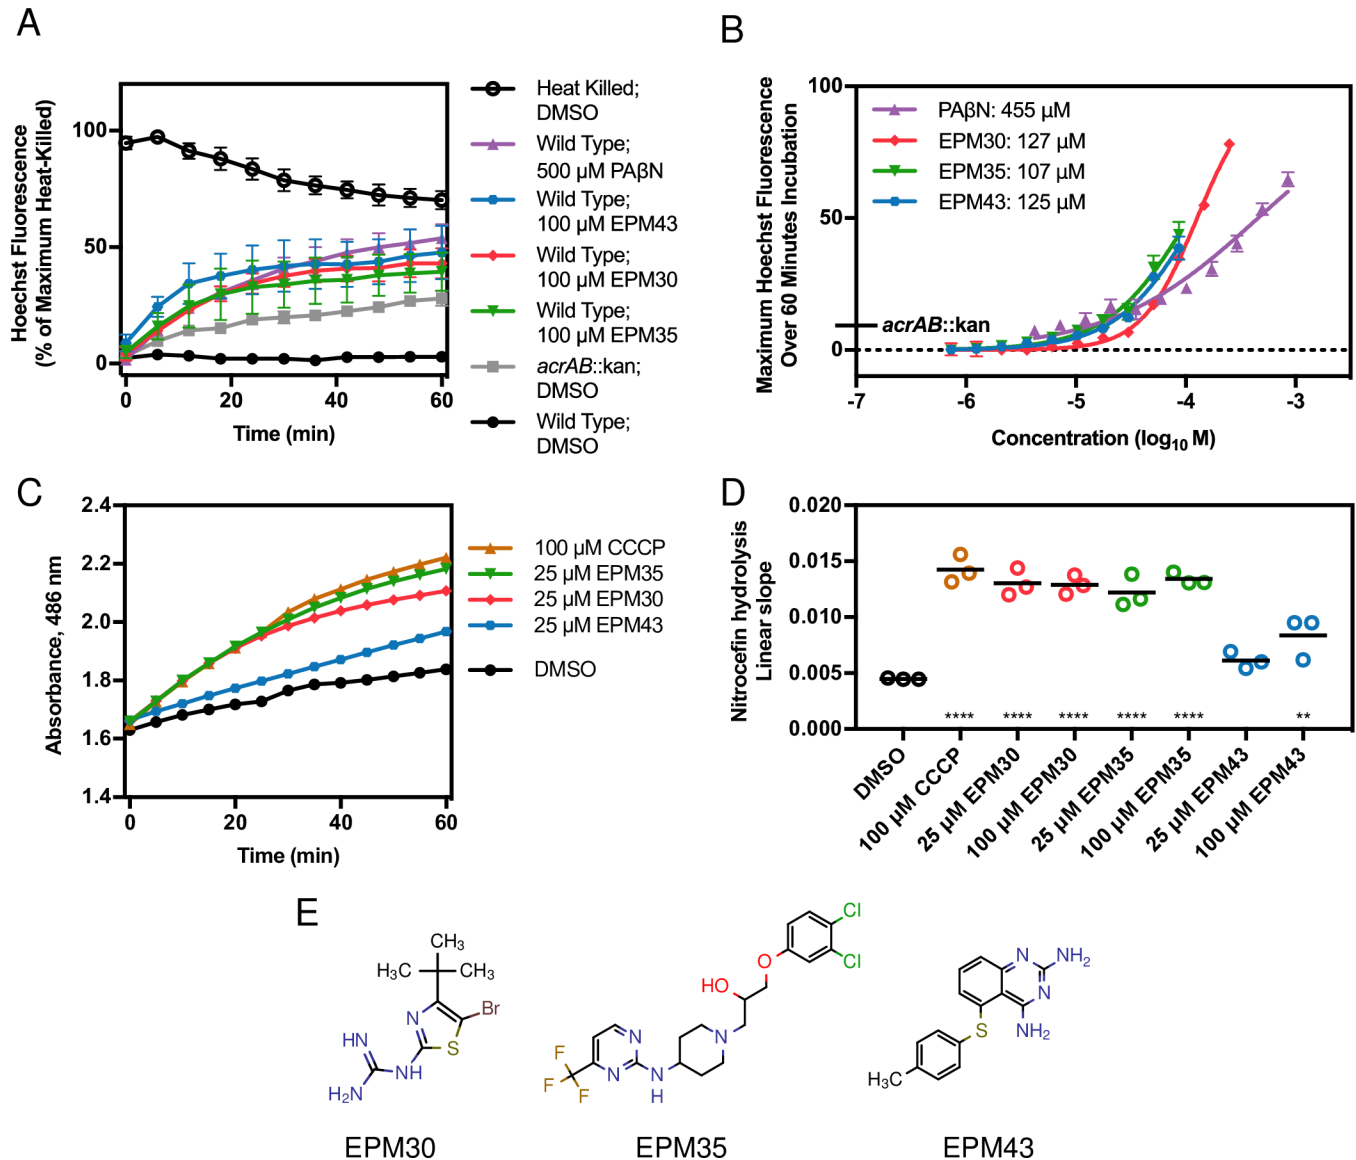 A
Hoechst Fluorescence
(% of Maximum Heat-Killed)
100
50
0
0 20 40 60
Time (min)
Heat Killed;
DMSO
Wild Type;
500 µM PAβN
Wild Type;
100 µM EPM43
Wild Type;
100 µM EPM30
Wild Type;
100 µM EPM35
acrAB::kan;
DMSO
Wild Type;
DMSO
B
Maximum Hoechst Fluorescence
Over 60 Minutes Incubation
100
50
0
PAβN: 455 µM
EPM30: 127 µM
EPM35: 107 µM
EPM43: 125 µM
acrAB::kan
-7 -6 -5 -4 -3
Concentration (log10 M)
C
Absorbance, 486 nm
2.4
2.2
2.0
1.8
1.6
1.4
0 20 40 60
Time (min)
100 µM CCCP
25 µM EPM35
25 µM EPM30
25 µM EPM43
DMSO
D
Nitrocefin hydrolysis
Linear slope
0.020
0.015
0.010
0.005
0.000
**** **** **** **** **** **
DMSO
100 µM CCCP
25 µM EPM30
100 µM EPM30
25 µM EPM35
100 µM EPM35
25 µM EPM43
100 µM EPM43
E
CH3
H3C CH3
N Br
S
HN
NH
H2N
EPM30
Cl
Cl
O
HO
N
N
F
F
F
N
N
H
EPM35
N NH2
N
NH2
S
H3C
EPM43